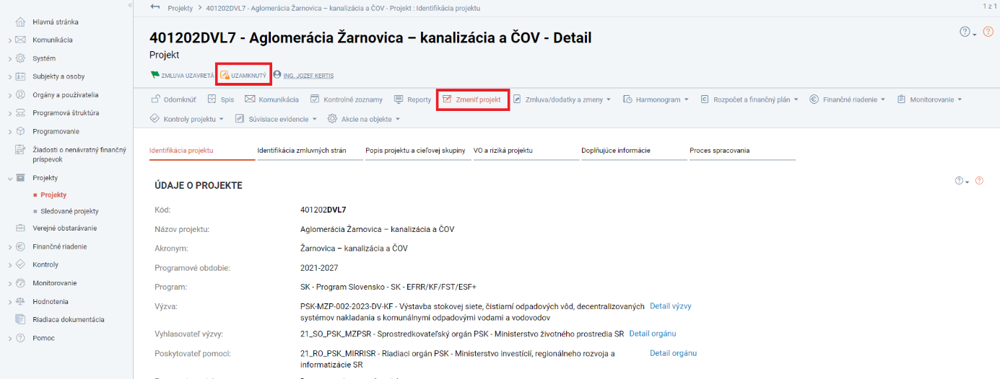 Projekty > 401202DVL7 - Aglomerácia Žarnovica – kanalizácia a ČOV - Projekt : Identifikácia projektu
1 z 1
Hlavná stránka
Komunikácia
Systém
Subjekty a osoby
Orgány a používatelia
Programová štruktúra
Programovanie
Žiadosti o nenávratný finančný
príspevok
Projekty
Projekty
Sledované projekty
Verejné obstarávanie
Finančné riadenie
Kontroly
Monitorovanie
Hodnotenia
Riadiaca dokumentácia
Pomoc
401202DVL7 - Aglomerácia Žarnovica – kanalizácia a ČOV - Detail
Projekt
ZMLUVA UZAVRETÁ UZAMKNUTÝ ING. JOZEF KERTIS
Odomknúť Spis Komunikácia Kontrolné zoznamy Reporty Zmeniť projekt Zmluva/dodatky a zmeny Harmonogram Rozpočet a finančný plán Finančné riadenie Monitorovanie
Kontroly projektu Súvisiace evidencie Akcie na objekte
Identifikácia projektu Identifikácia zmluvných strán Popis projektu a cieľovej skupiny VO a riziká projektu Doplňujúce informácie Proces spracovania
ÚDAJE O PROJEKTE
Kód: 401202DVL7
Názov projektu: Aglomerácia Žarnovica – kanalizácia a ČOV
Akronym: Žarnovica – kanalizácia a ČOV
Programové obdobie: 2021-2027
Program: SK - Program Slovensko - SK - EFRR/KF/FST/ESF+
Výzva: PSK-MZP-002-2023-DV-KF - Výstavba stokovej siete, čistiarní odpadových vôd, decentralizovaných Detail výzvy
systémov nakladania s komunálnymi odpadovými vodami a vodovodov
Vyhlasovateľ výzvy: 21_SO_PSK_MZPSR - Sprostredkovateľský orgán PSK - Ministerstvo životného prostredia SR Detail orgánu
Poskytovateľ pomoci: 21_RO_PSK_MIRRISR - Riadiaci orgán PSK - Ministerstvo investícií, regionálneho rozvoja a Detail orgánu
informatizácie SR